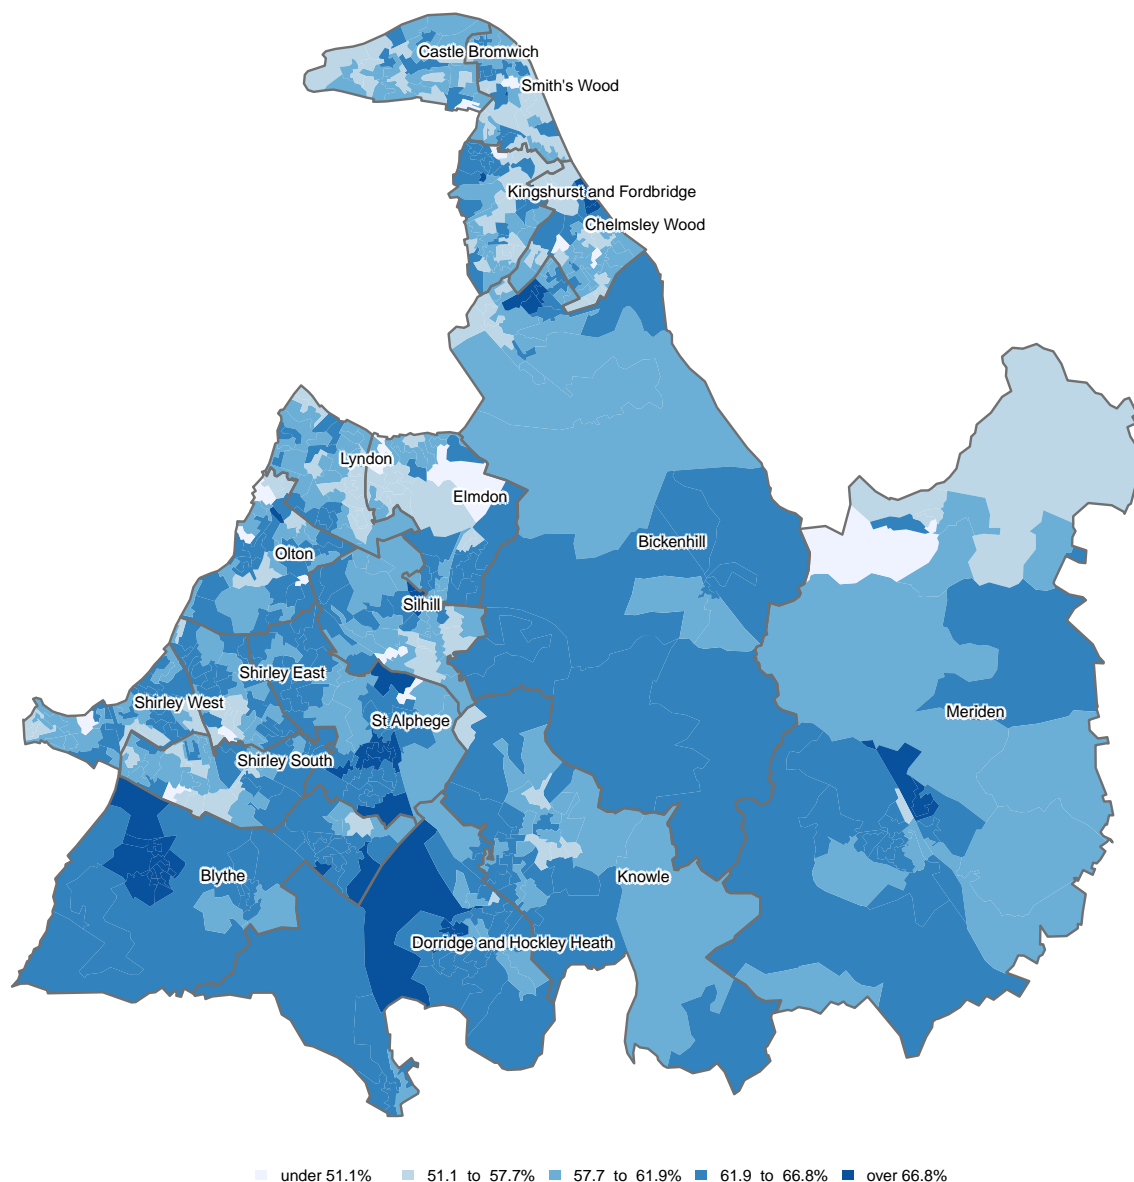 Castle Bromwich
Smith's Wood
Kingshurst and Fordbridge
Chelmsley Wood
Lyndon
Elmdon
Bickenhill
Olton
Silhill
Shirley East
Shirley West
St Alphege
Meriden
Shirley South
Blythe
Knowle
Dorridge and Hockley Heath
under 51.1% 51.1 to 57.7% 57.7 to 61.9% 61.9 to 66.8% over 66.8%